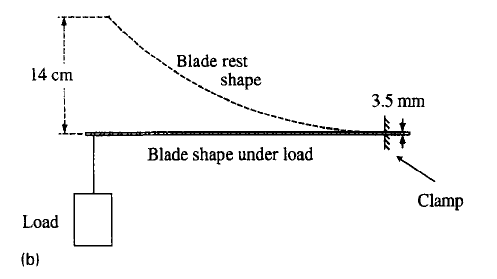 14 cm
Blade rest
shape
3.5 mm
Blade shape under load
Clamp
Load
(b)